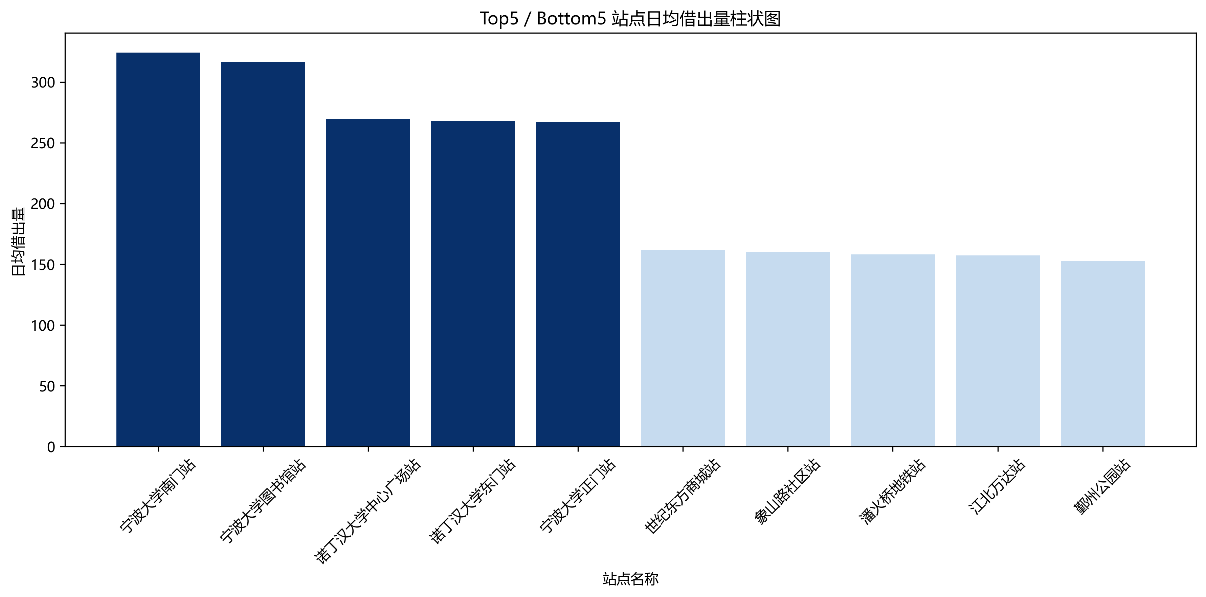 Top5 / Bottom5 站点日均借出量柱状图
日均借出量
300
250
200
150
100
50
0
宁波大学南门站
宁波大学图书馆站
诺丁汉大学中心广场站
诺丁汉大学东门站
宁波大学正门站
世纪东方商城站
象山路社区站
潘火桥地铁站
江北万达站
鄞州公园站
站点名称